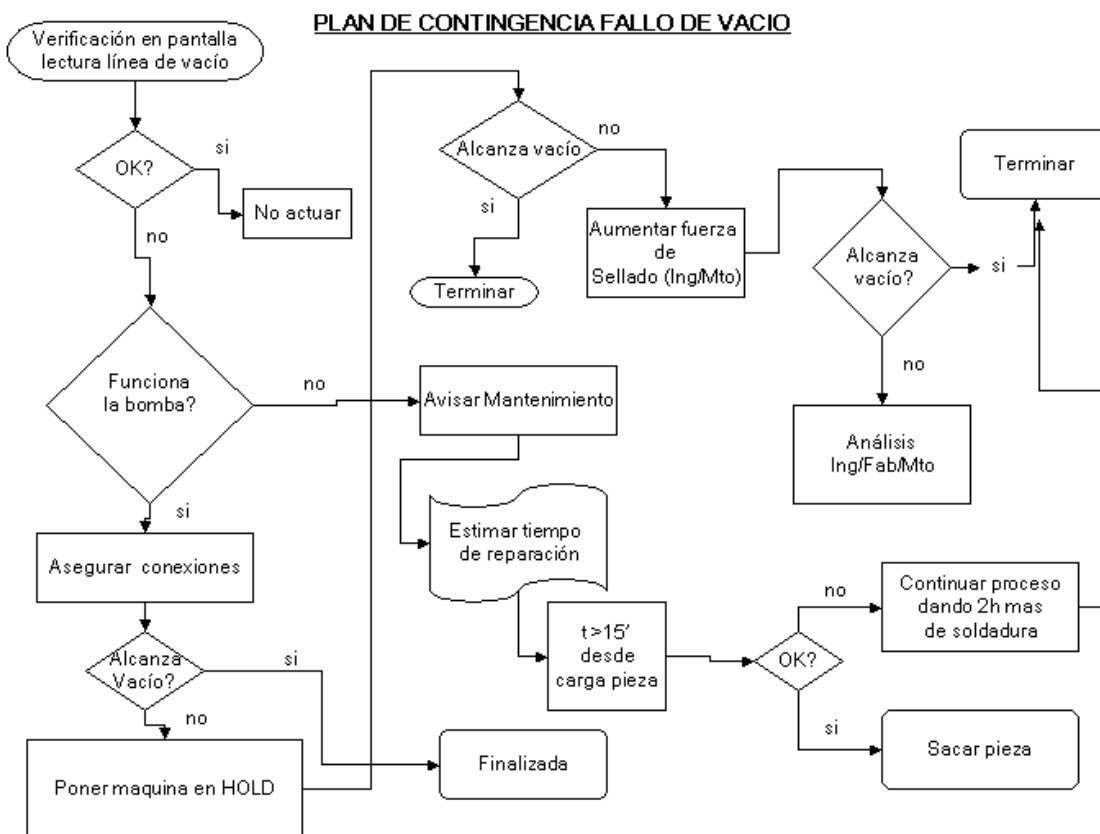 PLAN DE CONTINGENCIA FALLO DE VACIO
Verificación en pantalla
lectura línea de vacío
OK?
si
No actuar
no
Funciona
la bomba?
no
si
Asegurar conexiones
Alcanza
Vacío?
si
no
Poner maquina en HOLD
Finalizada
Alcanza vacío
no
si
Terminar
Aumentar fuerza
de
Sellado (Ing/Mto)
Alcanza
vacío?
si
Terminar
no
Análisis
Ing/Fab/Mto
Avisar Mantenimiento
Estimar tiempo
de reparación
t>15'
desde
carga pieza
OK?
no
Continuar proceso
dando 2h mas
de soldadura
si
Sacar pieza